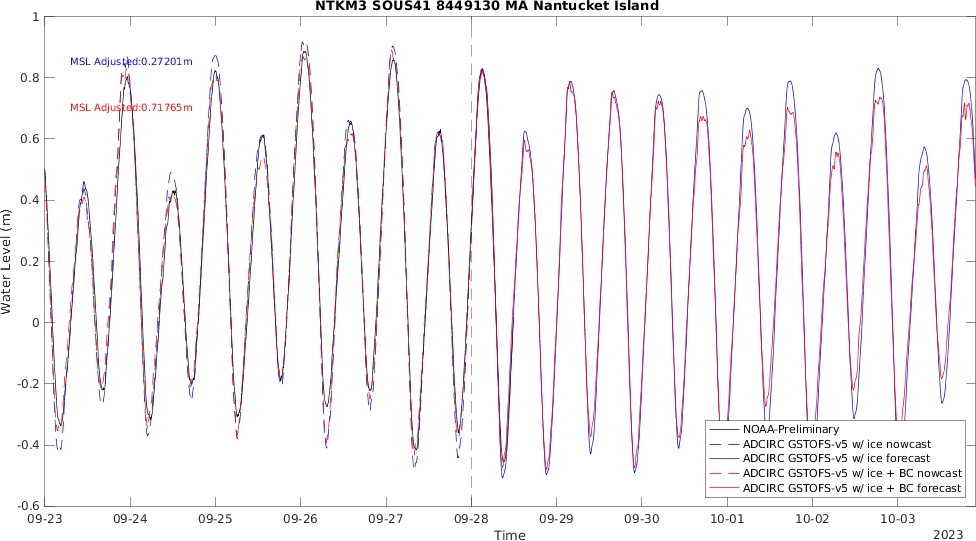 NTKM3 SOUS41 8449130 MA Nantucket Island
MSL Adjusted:0.27201m
MSL Adjusted:0.71765m
Water Level (m)
1
0.8
0.6
0.4
0.2
0
-0.2
-0.4
-0.6
NOAA-Preliminary
ADCIRC GSTOFS-v5 w/ ice nowcast
ADCIRC GSTOFS-v5 w/ ice forecast
ADCIRC GSTOFS-v5 w/ ice + BC nowcast
ADCIRC GSTOFS-v5 w/ ice + BC forecast
09-23 09-24 09-25 09-26 09-27 09-28 09-29 09-30 10-01 10-02 10-03
Time
2023